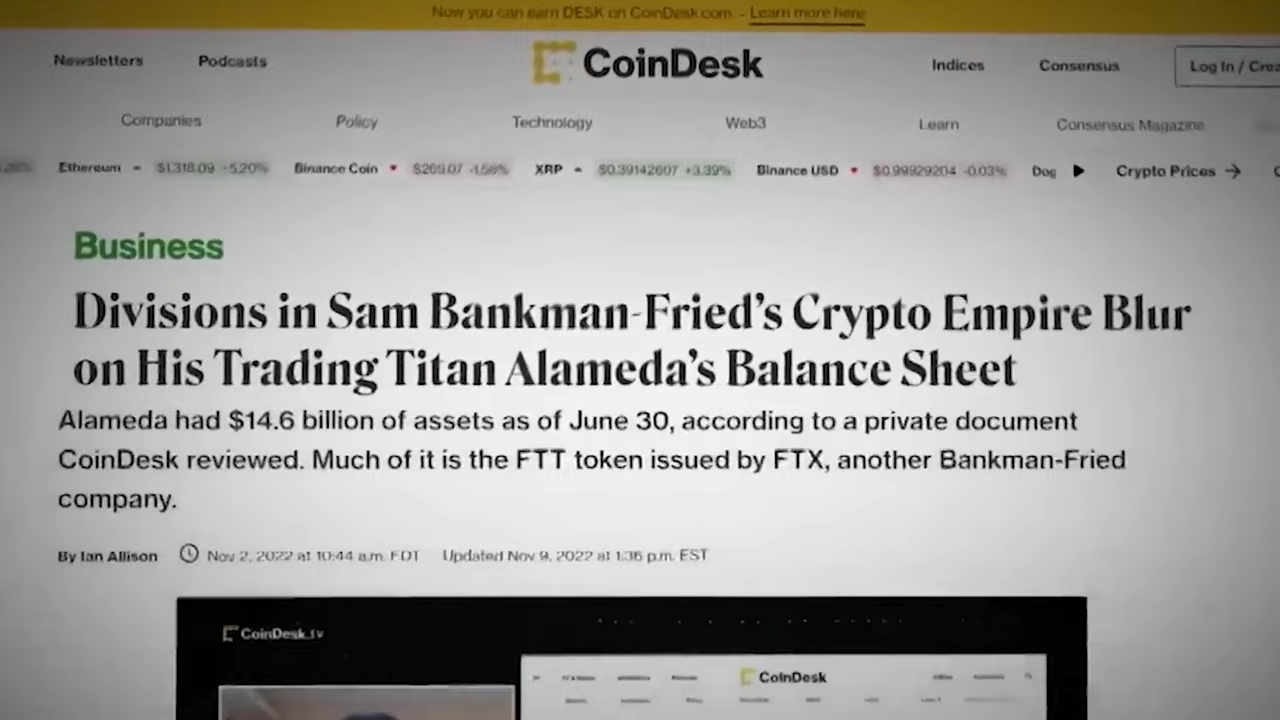 Now you can earn DESK on CoinDesk.com. - Learn more here
Newsletters Podcasts CoinDesk Indices Consensus Log In / Crea
Companies Policy Technology Web3 Learn Consensus Magazine
Ethereum $1,318.09 -5.20% Binance Coin $269.07 -1.58% XRP $0.39142607 +3.39% Binance USD $0.99929204 -0.03% Dog Crypto Prices
Business
Divisions in Sam Bankman-Fried's Crypto Empire Blur
on His Trading Titan Alameda's Balance Sheet
Alameda had $14.6 billion of assets as of June 30, according to a private document
CoinDesk reviewed. Much of it is the FTT token issued by FTX, another Bankman-Fried
company.
By Ian Allison Nov 2, 2022 at 10:44 a.m. EDT Updated Nov 9, 2022 at 1:36 p.m. EST
CoinDesk.tv
CoinDesk